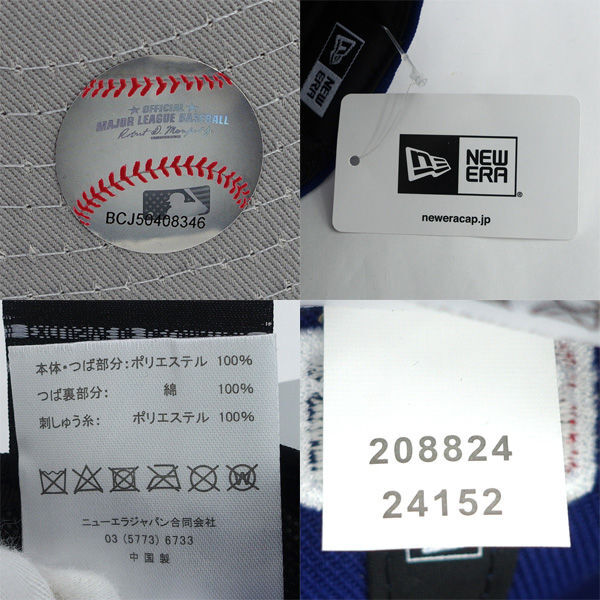 OFFICIAL
MAJOR LEAGUE BASEBALL
BCJ50408346
NEW ERA
NEW
ERA
neweracap.jp
本体・つば部分：ポリエステル 100%
つば裏部分： 綿 100%
刺しゅう糸： ポリエステル 100%
W
ニューエラジャパン合同会社
03 (5773) 6733
中国製
208824
24152